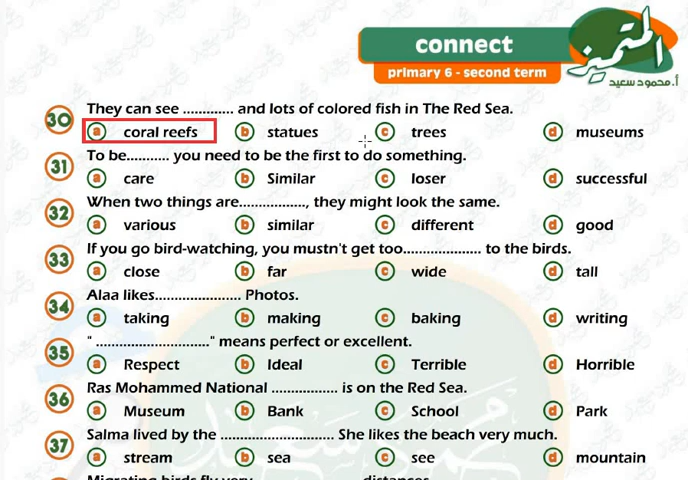 connect
primary 6 - second term
المتميز
أ. محمود سعيد
30 They can see ............. and lots of colored fish in The Red Sea.
a coral reefs b statues c trees d museums
31 To be........... you need to be the first to do something.
a care b Similar c loser d successful
32 When two things are................., they might look the same.
a various b similar c different d good
33 If you go bird-watching, you mustn't get too.................... to the birds.
a close b far c wide d tall
34 Alaa likes...................... Photos.
a taking b making c baking d writing
35 " ............................." means perfect or excellent.
a Respect b Ideal c Terrible d Horrible
36 Ras Mohammed National ................. is on the Red Sea.
a Museum b Bank c School d Park
37 Salma lived by the ............................. She likes the beach very much.
a stream b sea c see d mountain
Migrating birds fly very ............................ distances.